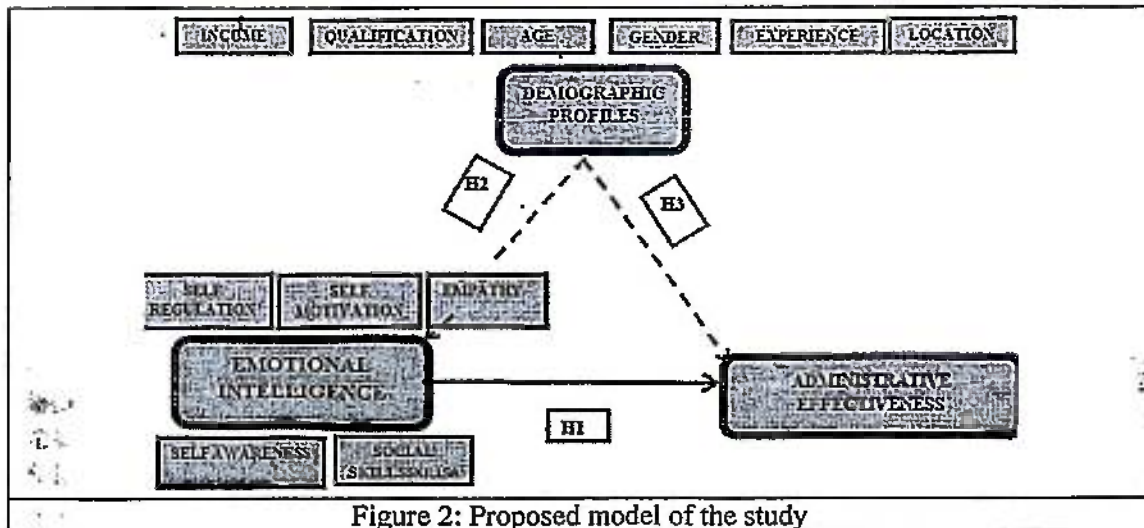 INCOME QUALIFICATION AGE GENDER EXPERIENCE LOCATION
DEMOGRAPHIC
PROFILES
H2
H3
SELF
REGULATION
SELF
MOTIVATION
EMPATHY
EMOTIONAL
INTELLIGENCE
ADMINISTRATIVE
EFFECTIVENESS
H1
SELFAWARENESS
SOCIAL
Figure 2: Proposed model of the study